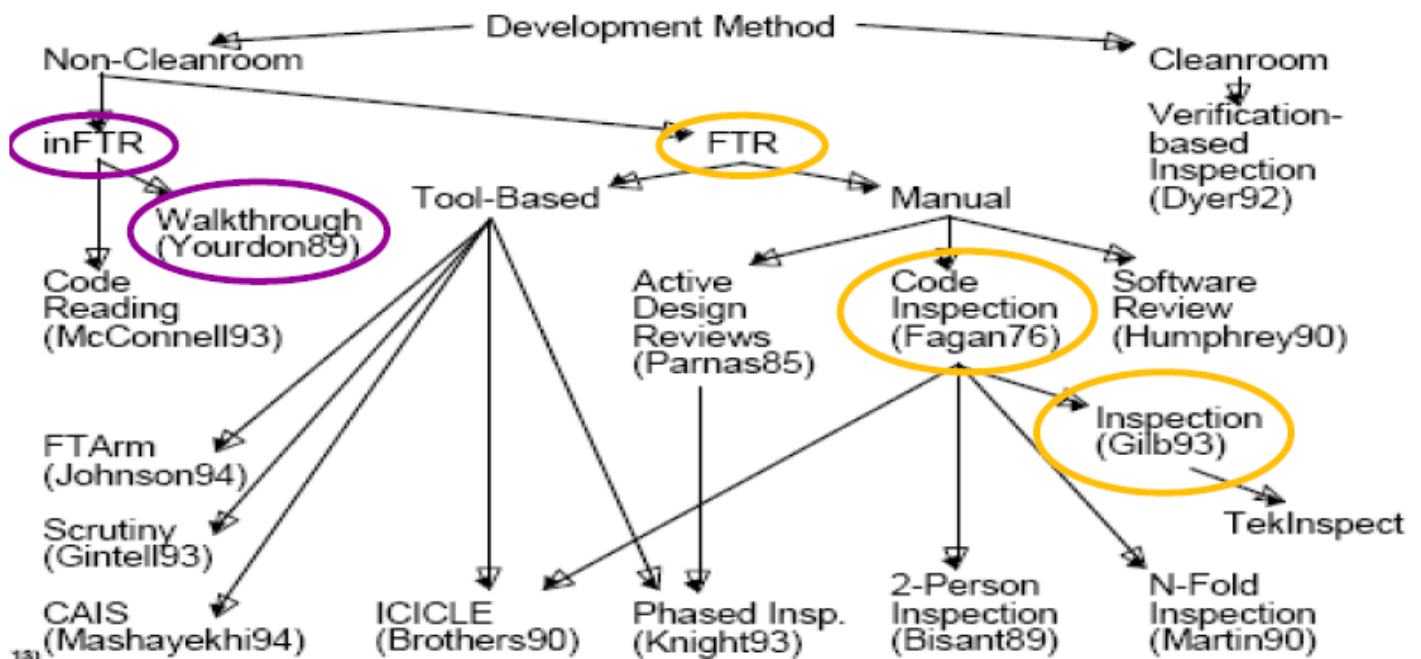 Development Method
Non-Cleanroom
Cleanroom
inFTR
FTR
Verification-
based
Inspection
(Dyer92)
Tool-Based
Manual
Walkthrough
(Yourdon89)
Code
Reading
(McConnell93)
Active
Design
Reviews
(Parnas85)
Code
Inspection
(Fagan76)
Software
Review
(Humphrey90)
FTArm
(Johnson94)
Inspection
(Gilb93)
Scrutiny
(Gintell93)
TekInspect
CAIS
(Mashayekhi94)
ICICLE
(Brothers90)
Phased Insp.
(Knight93)
2-Person
Inspection
(Bisant89)
N-Fold
Inspection
(Martin90)